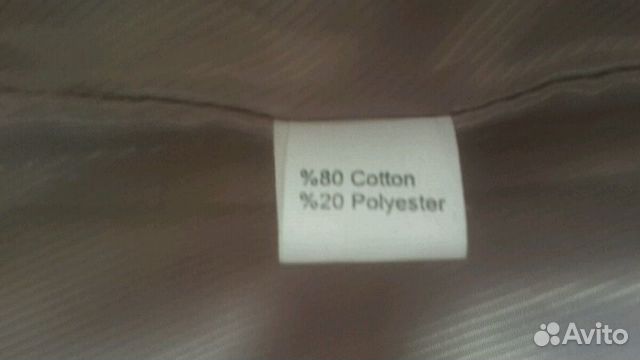 %80 Cotton
%20 Polyester
Avito